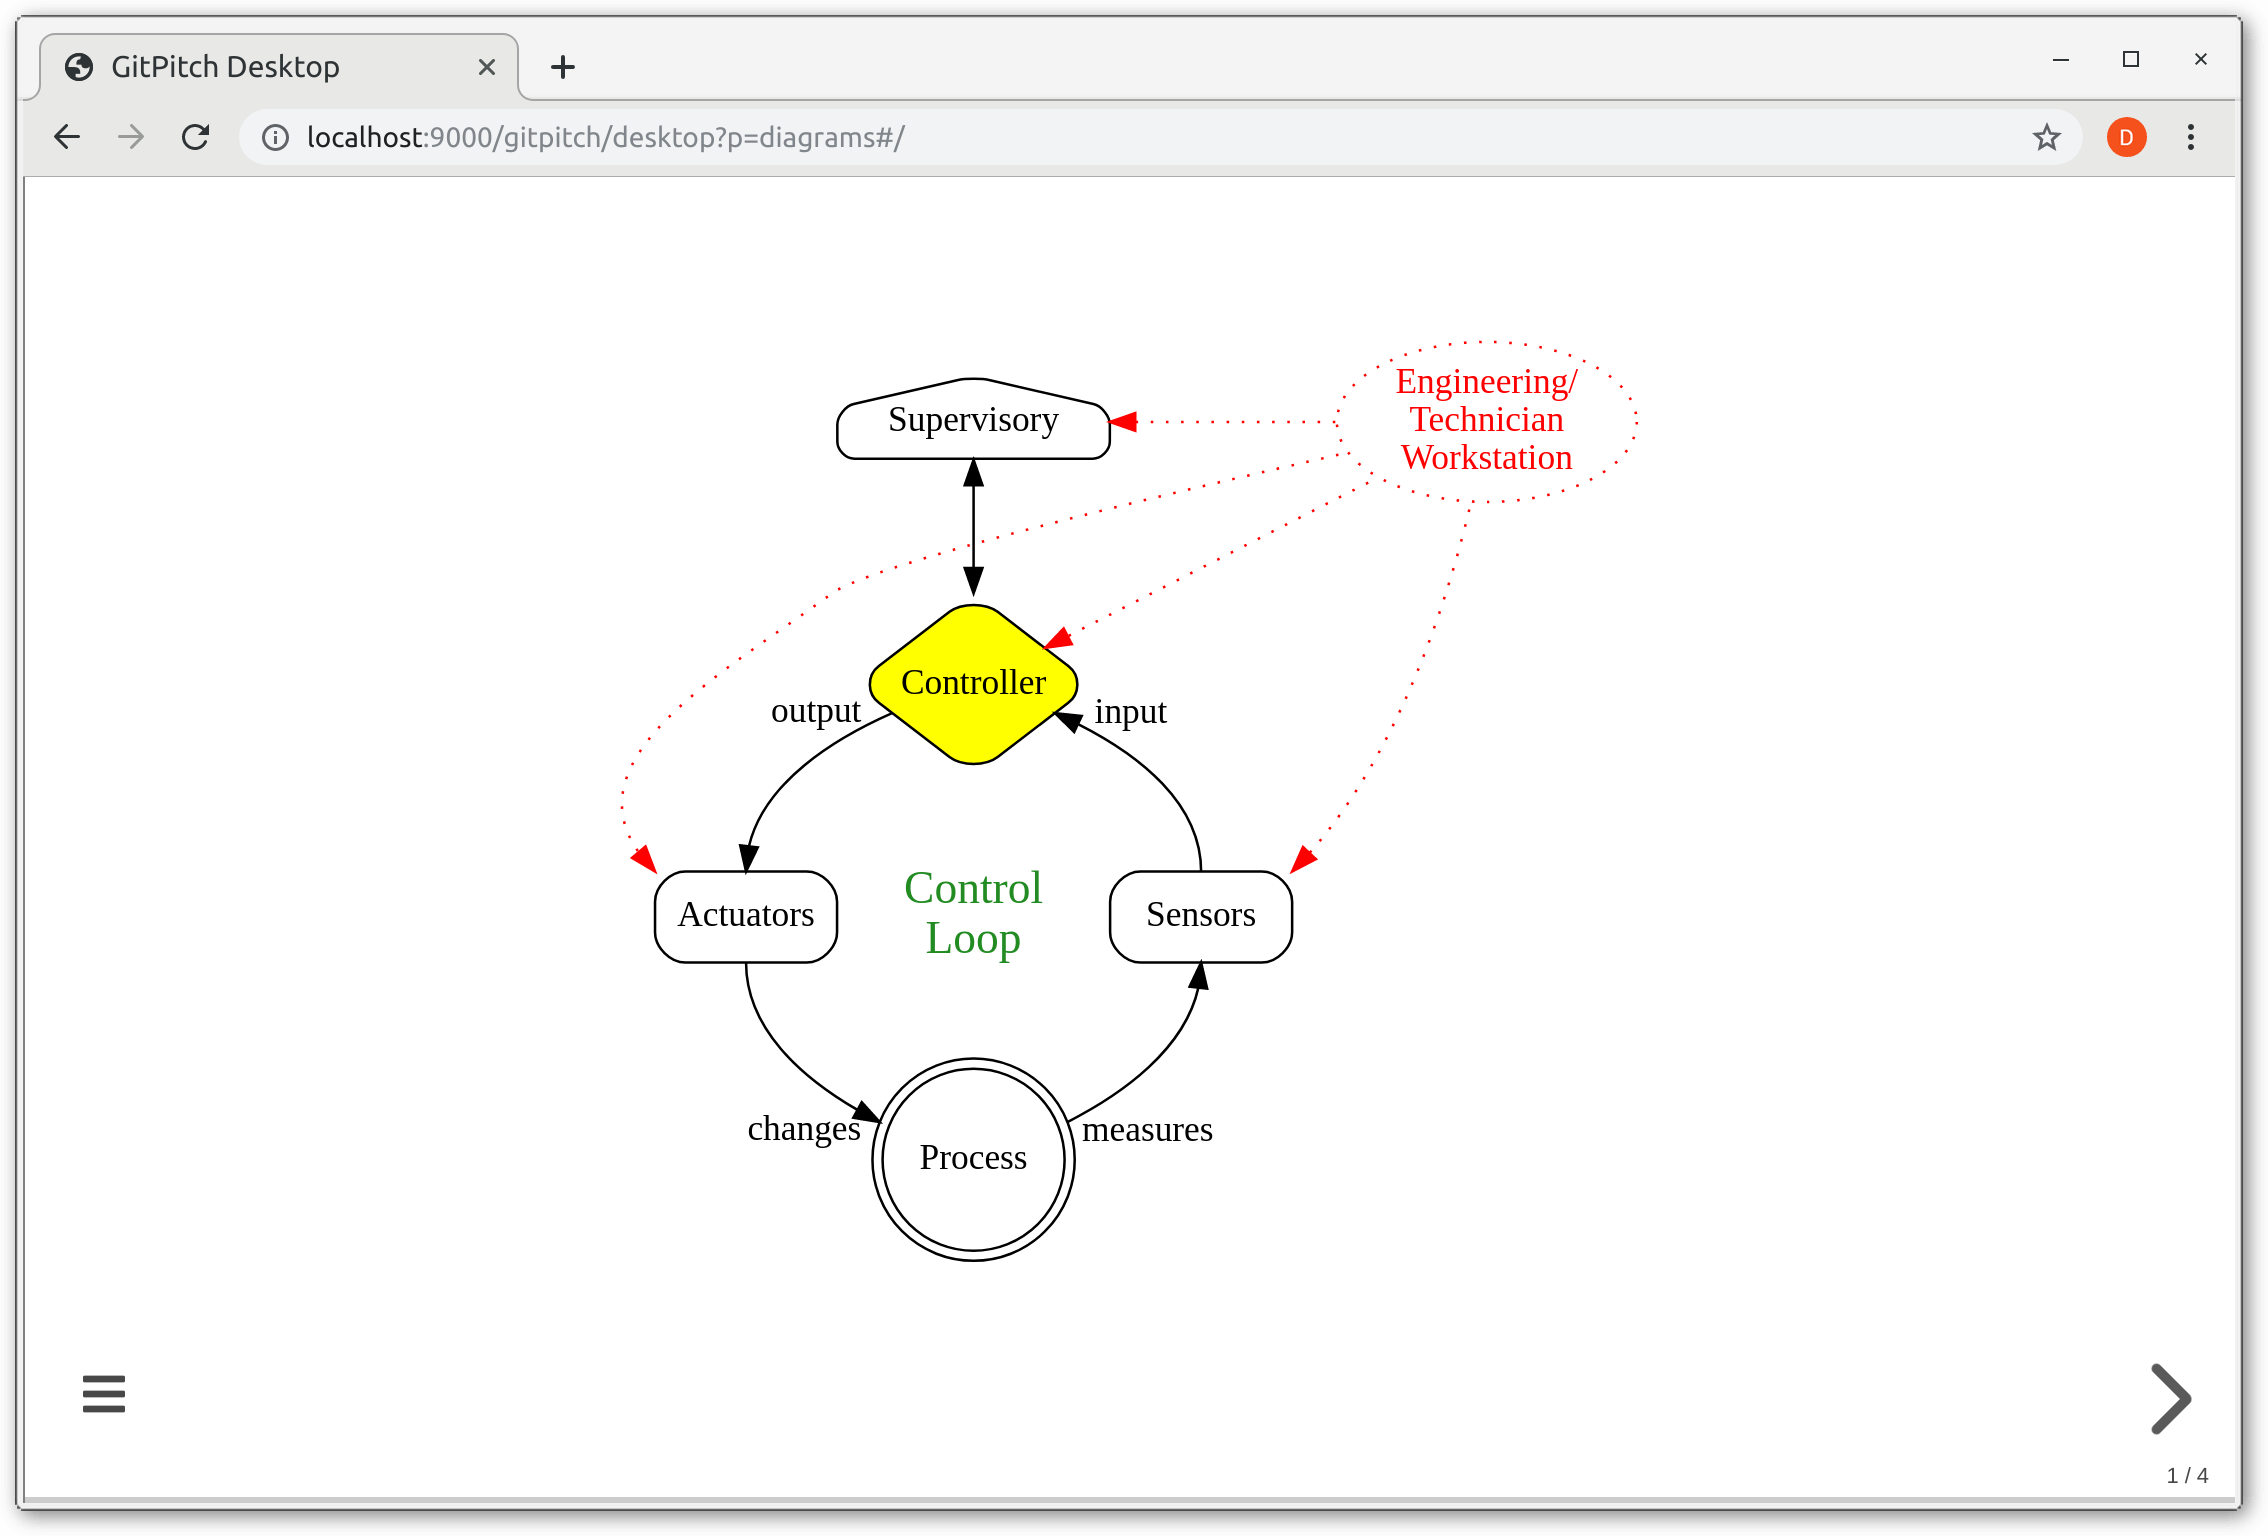 GitPitch Desktop
localhost:9000/gitpitch/desktop?p=diagrams#/
D
Engineering/
Technician
Workstation
Supervisory
Controller
output
input
Actuators
Control
Loop
Sensors
changes
measures
Process
1 / 4